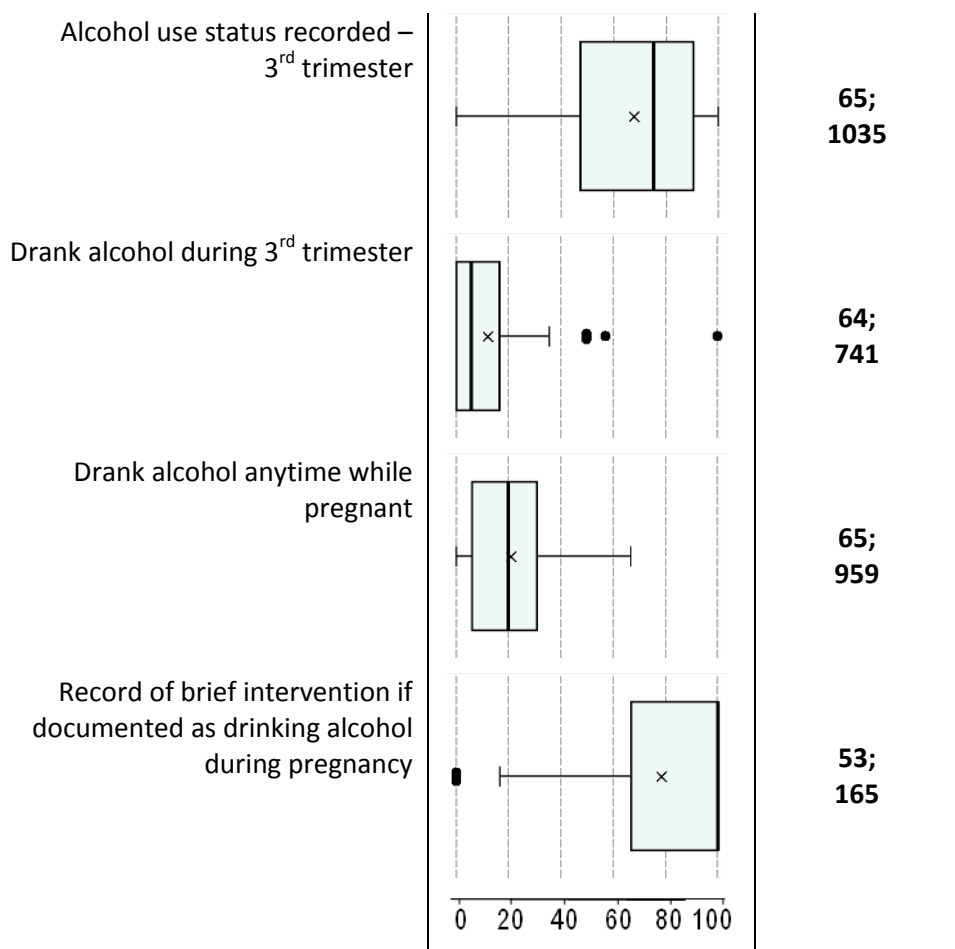 Alcohol use status recorded –
3rd trimester
65;
1035
Drank alcohol during 3rd trimester
64;
741
Drank alcohol anytime while
pregnant
65;
959
Record of brief intervention if
documented as drinking alcohol
during pregnancy
53;
165
0 20 40 60 80 100